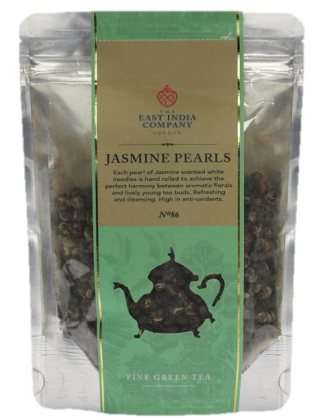 THE
EAST INDIA
COMPANY
LONDON
JASMINE PEARLS
Each pearl of Jasmine scented white
needles is hand rolled to achieve the
perfect harmony between aromatic florals
and lively young tea buds. Refreshing
and cleansing. High in anti-oxidants.
Nº86
FINE GREEN TEA